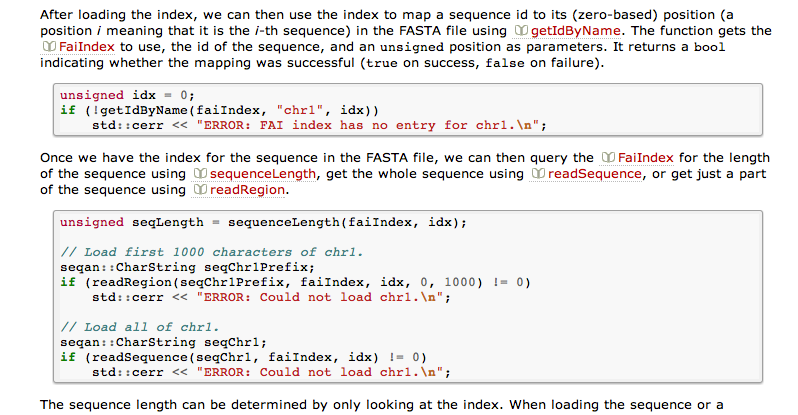 After loading the index, we can then use the index to map a sequence id to its (zero-based) position (a
position i meaning that it is the i-th sequence) in the FASTA file using getIdByName. The function gets the
FaiIndex to use, the id of the sequence, and an unsigned position as parameters. It returns a bool
indicating whether the mapping was successful (true on success, false on failure).
unsigned idx = 0;
if (!getIdByName(faiIndex, "chr1", idx))
    std::cerr << "ERROR: FAI index has no entry for chr1.\n";
Once we have the index for the sequence in the FASTA file, we can then query the FaiIndex for the length
of the sequence using sequenceLength, get the whole sequence using readSequence, or get just a part
of the sequence using readRegion.
unsigned seqLength = sequenceLength(faiIndex, idx);
// Load first 1000 characters of chr1.
seqan::CharString seqChr1Prefix;
if (readRegion(seqChr1Prefix, faiIndex, idx, 0, 1000) != 0)
    std::cerr << "ERROR: Could not load chr1.\n";
// Load all of chr1.
seqan::CharString seqChr1;
if (readSequence(seqChr1, faiIndex, idx) != 0)
    std::cerr << "ERROR: Could not load chr1.\n";
The sequence length can be determined by only looking at the index. When loading the sequence or a